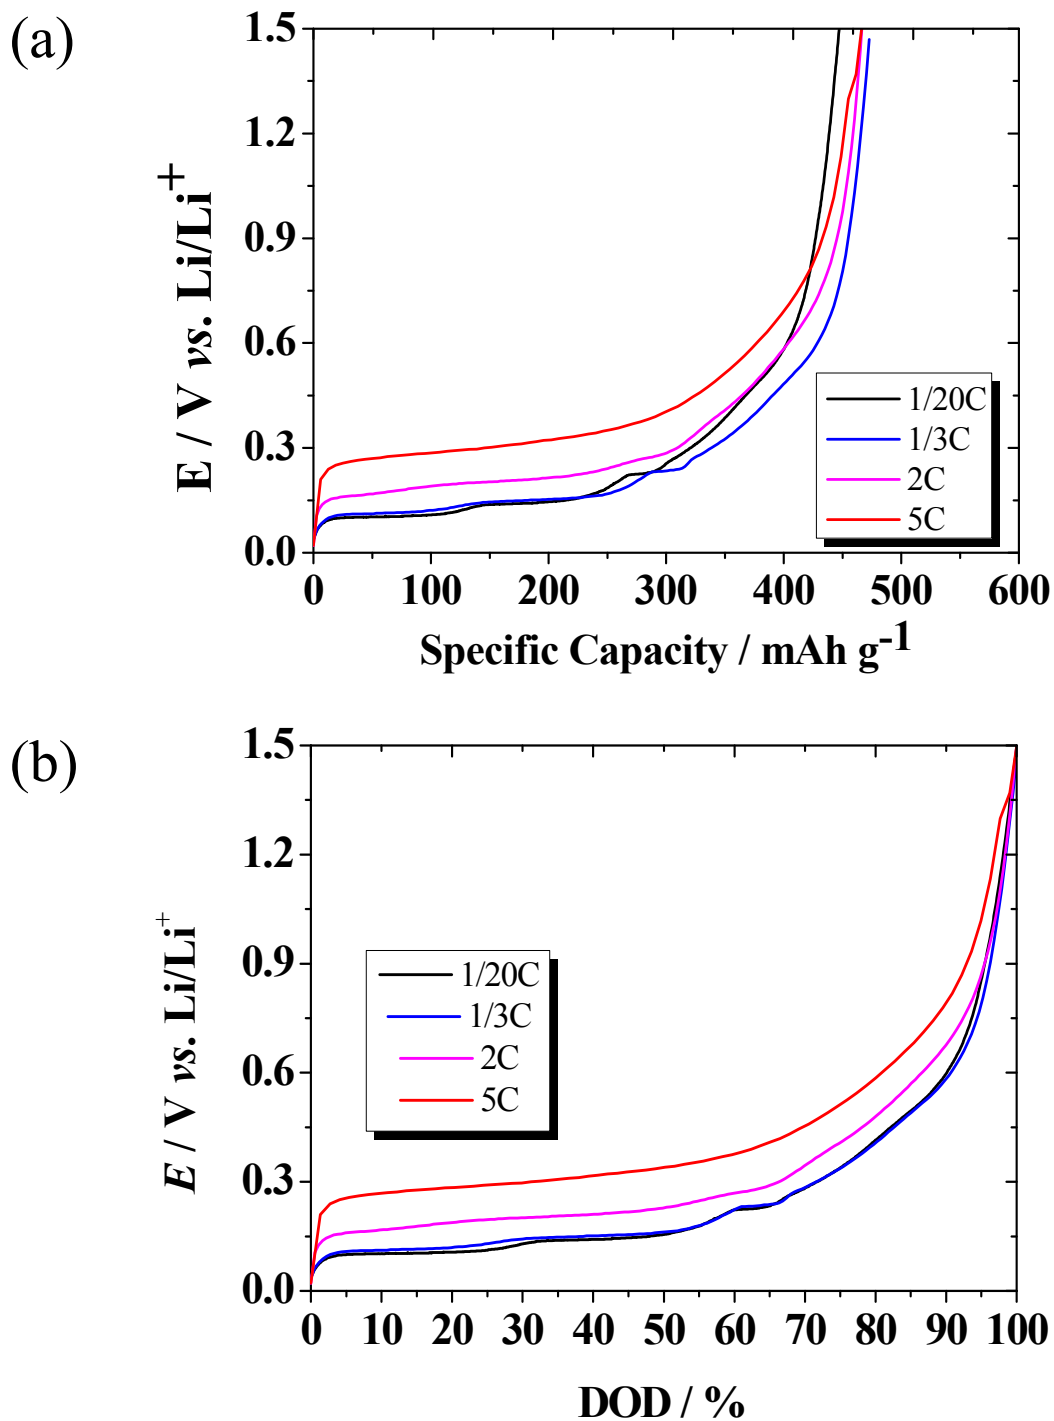 (a)
1.5
1.2
0.9
0.6
0.3
0.0
E / V vs. Li/Li+
1/20C
1/3C
2C
5C
0 100 200 300 400 500 600
Specific Capacity / mAh g-1
(b)
1.5
1.2
0.9
0.6
0.3
0.0
E / V vs. Li/Li+
1/20C
1/3C
2C
5C
0 10 20 30 40 50 60 70 80 90 100
DOD / %